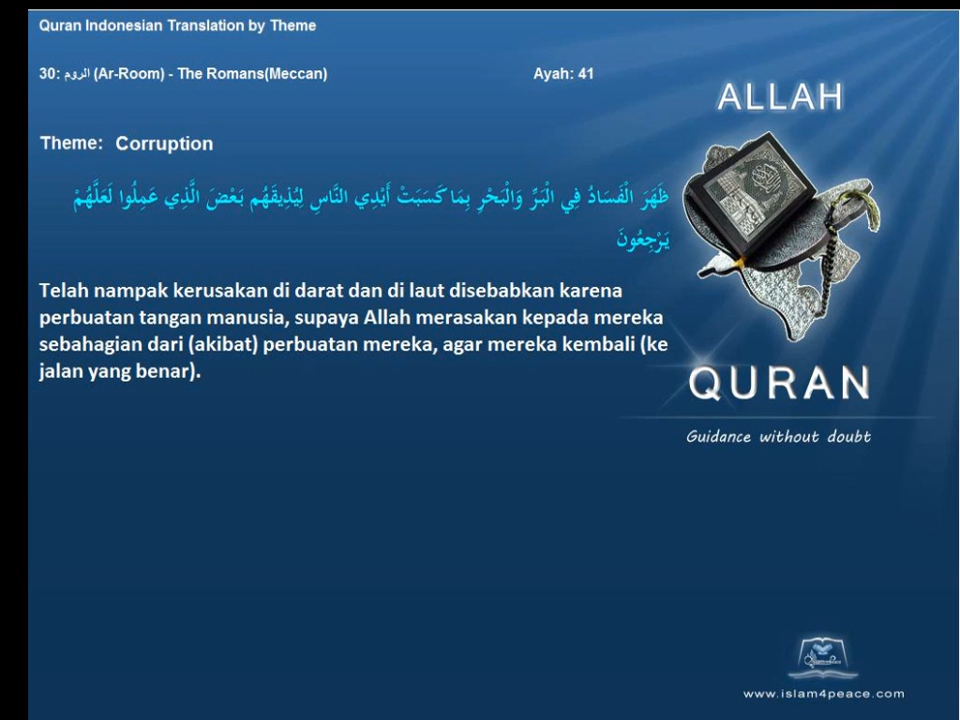 Quran Indonesian Translation by Theme
30: الروم (Ar-Room) - The Romans(Meccan) Ayah: 41
ALLAH
Theme: Corruption
ظَهَرَ الْفَسَادُ فِي الْبَرِّ وَالْبَحْرِ بِمَا كَسَبَتْ أَيْدِي النَّاسِ لِيُذِيقَهُم بَعْضَ الَّذِي عَمِلُوا لَعَلَّهُمْ
يَرْجِعُونَ
Telah nampak kerusakan di darat dan di laut disebabkan karena
perbuatan tangan manusia, supaya Allah merasakan kepada mereka
sebahagian dari (akibat) perbuatan mereka, agar mereka kembali (ke
jalan yang benar).
QURAN
Guidance without doubt
www.islam4peace.com